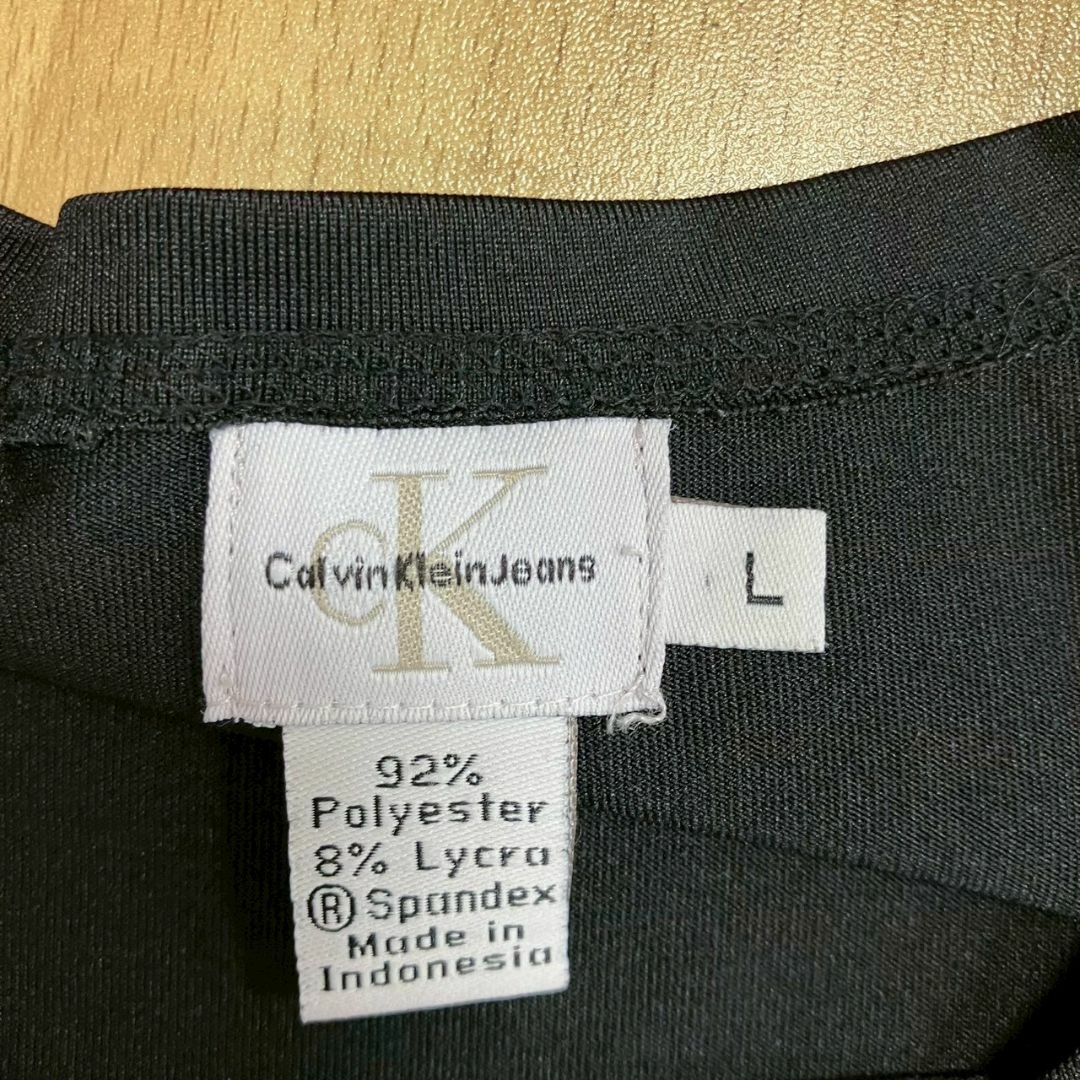 CK
CalvinKleinJeans
L
92%
Polyester
8% Lycra
® Spandex
Made in
Indonesia